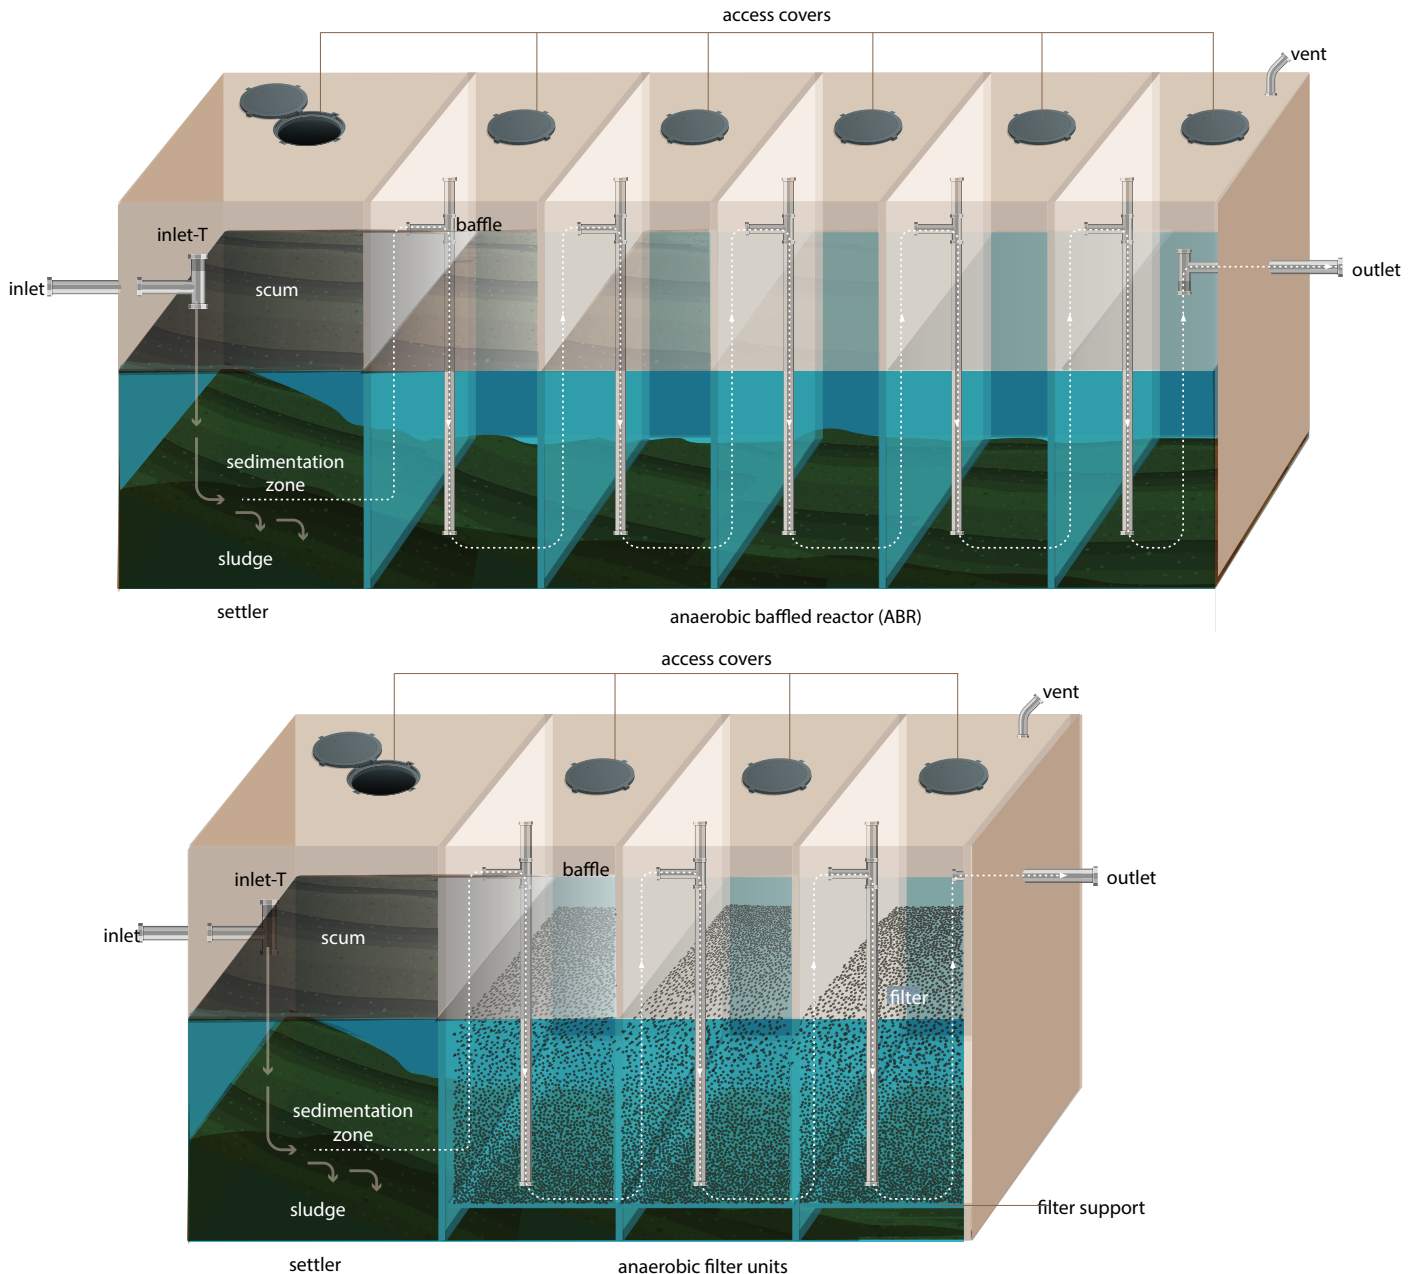 access covers
vent
inlet-T
baffle
inlet
scum
outlet
sedimentation
zone
sludge
settler
anaerobic baffled reactor (ABR)
access covers
vent
inlet-T
baffle
inlet
scum
outlet
filter
sedimentation
zone
sludge
filter support
settler
anaerobic filter units